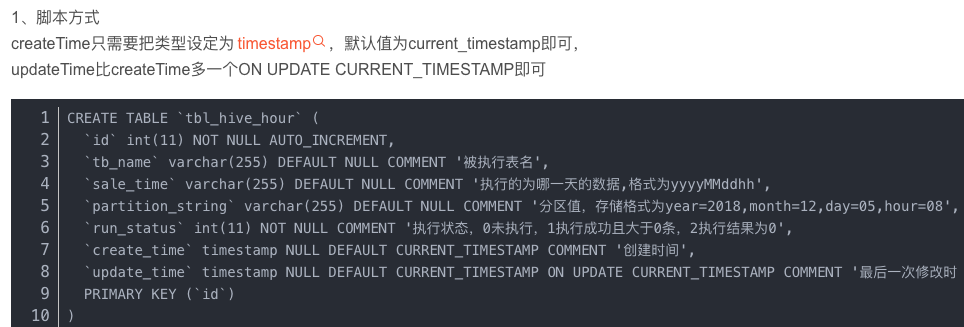 1、脚本方式
createTime只需要把类型设定为 timestamp ，默认值为current_timestamp即可，
updateTime比createTime多一个ON UPDATE CURRENT_TIMESTAMP即可
1 CREATE TABLE `tbl_hive_hour` (
2   `id` int(11) NOT NULL AUTO_INCREMENT,
3   `tb_name` varchar(255) DEFAULT NULL COMMENT '被执行表名',
4   `sale_time` varchar(255) DEFAULT NULL COMMENT '执行的为哪一天的数据,格式为yyyyMMddhh',
5   `partition_string` varchar(255) DEFAULT NULL COMMENT '分区值，存储格式为year=2018,month=12,day=05,hour=08',
6   `run_status` int(11) NOT NULL COMMENT '执行状态，0未执行，1执行成功且大于0条，2执行结果为0',
7   `create_time` timestamp NULL DEFAULT CURRENT_TIMESTAMP COMMENT '创建时间',
8   `update_time` timestamp NULL DEFAULT CURRENT_TIMESTAMP ON UPDATE CURRENT_TIMESTAMP COMMENT '最后一次修改时
9   PRIMARY KEY (`id`)
10 )